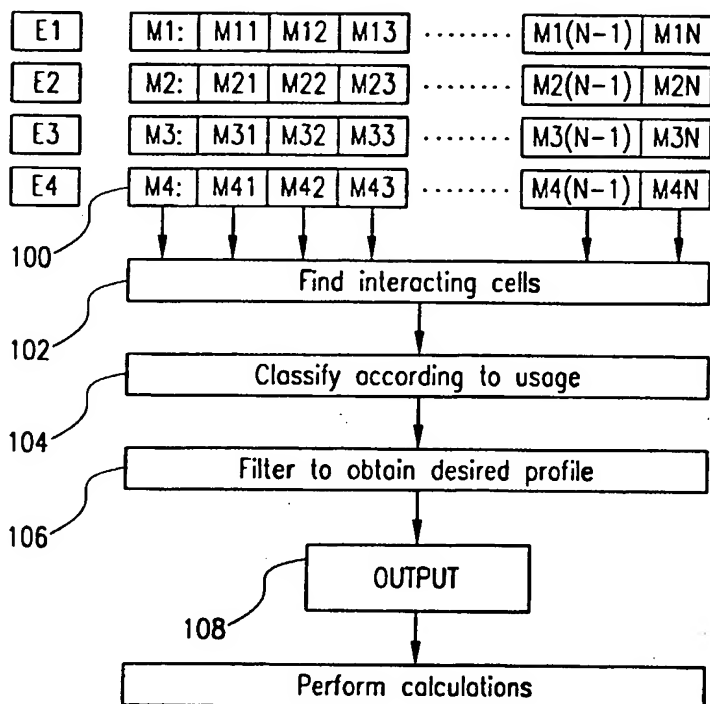 E1 M1: M11 M12 M13 ........ M1(N-1) M1N
E2 M2: M21 M22 M23 ........ M2(N-1) M2N
E3 M3: M31 M32 M33 ........ M3(N-1) M3N
E4 M4: M41 M42 M43 ........ M4(N-1) M4N
100
Find interacting cells
102
Classify according to usage
104
Filter to obtain desired profile
106
OUTPUT
108
Perform calculations